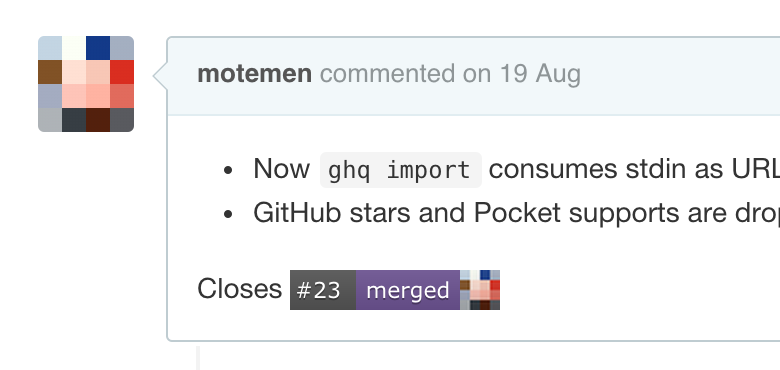 motemen commented on 19 Aug
• Now ghq import consumes stdin as URL
• GitHub stars and Pocket supports are drop
Closes #23 merged